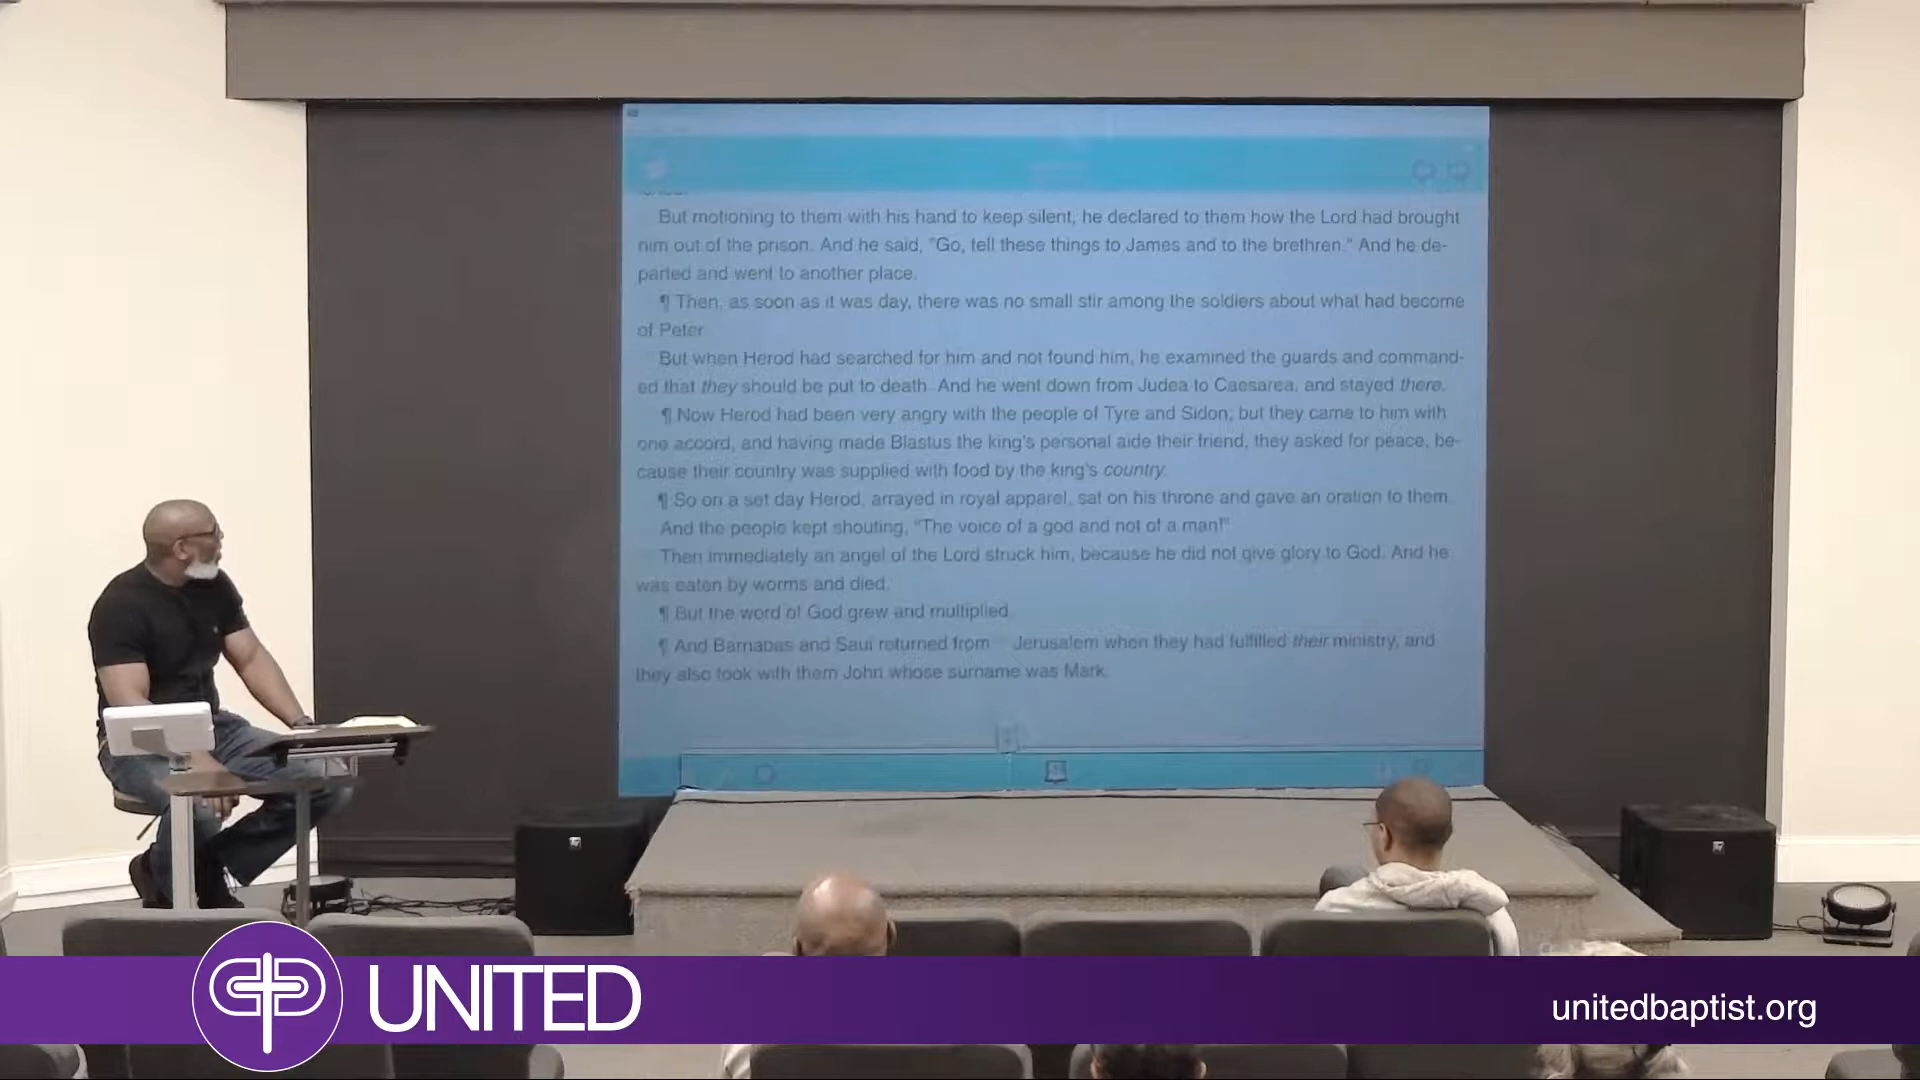 But motioning to them with his hand to keep silent, he declared to them how the Lord had brought
him out of the prison. And he said, "Go, tell these things to James and to the brethren." And he de-
parted and went to another place.
¶ Then, as soon as it was day, there was no small stir among the soldiers about what had become
of Peter.
But when Herod had searched for him and not found him, he examined the guards and command-
ed that they should be put to death. And he went down from Judea to Caesarea, and stayed there.
¶ Now Herod had been very angry with the people of Tyre and Sidon; but they came to him with
one accord, and having made Blastus the king's personal aide their friend, they asked for peace, be-
cause their country was supplied with food by the king's country.
¶ So on a set day Herod, arrayed in royal apparel, sat on his throne and gave an oration to them.
And the people kept shouting, "The voice of a god and not of a man!"
Then immediately an angel of the Lord struck him, because he did not give glory to God. And he
was eaten by worms and died.
¶ But the word of God grew and multiplied.
¶ And Barnabas and Saul returned from Jerusalem when they had fulfilled their ministry, and
they also took with them John whose surname was Mark.
UNITED
unitedbaptist.org